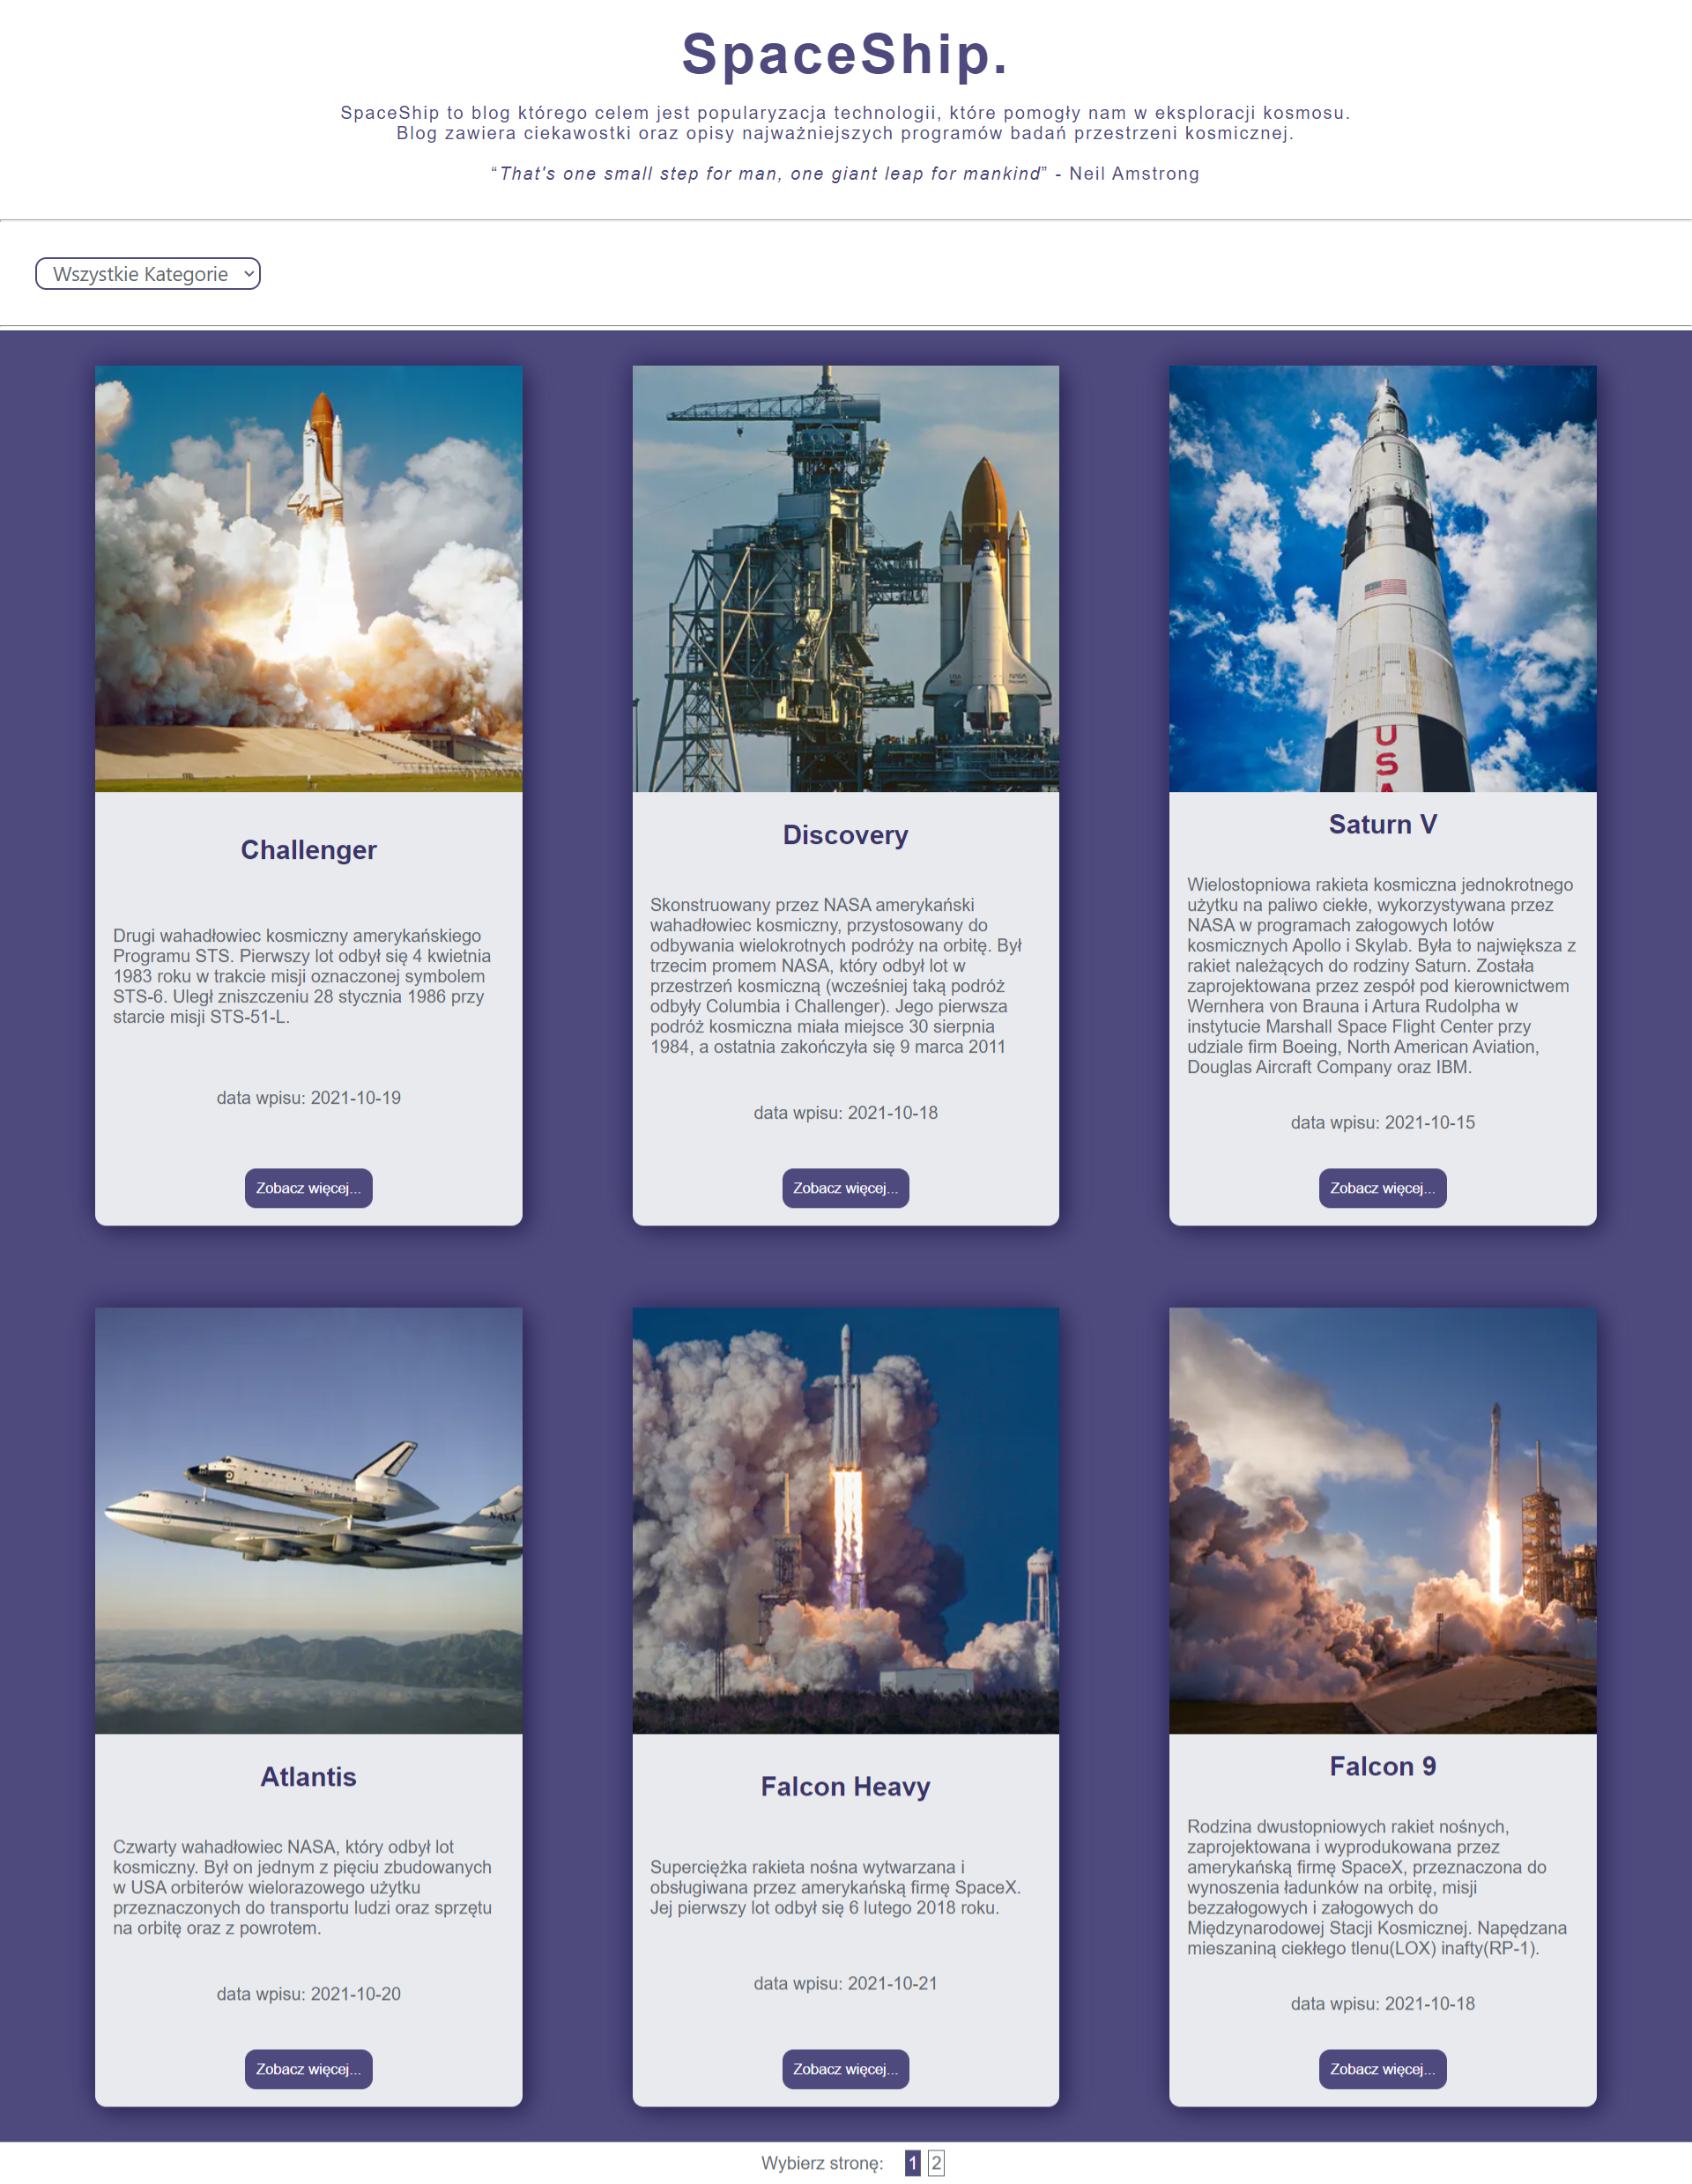 SpaceShip.
SpaceShip to blog którego celem jest popularyzacja technologii, które pomogły nam w eksploracji kosmosu.
Blog zawiera ciekawostki oraz opisy najważniejszych programów badań przestrzeni kosmicznej.
“That's one small step for man, one giant leap for mankind” - Neil Amstrong
Wszystkie Kategorie
USA
NASA
Discovery
USA
Challenger
Drugi wahadłowiec kosmiczny amerykańskiego
Programu STS. Pierwszy lot odbył się 4 kwietnia
1983 roku w trakcie misji oznaczonej symbolem
STS-6. Uległ zniszczeniu 28 stycznia 1986 przy
starcie misji STS-51-L.
data wpisu: 2021-10-19
Zobacz więcej...
Discovery
Skonstruowany przez NASA amerykański
wahadłowiec kosmiczny, przystosowany do
odbywania wielokrotnych podróży na orbitę. Był
trzecim promem NASA, który odbył lot w
przestrzeń kosmiczną (wcześniej taką podróż
odbyły Columbia i Challenger). Jego pierwsza
podróż kosmiczna miała miejsce 30 sierpnia
1984, a ostatnia zakończyła się 9 marca 2011
data wpisu: 2021-10-18
Zobacz więcej...
Saturn V
Wielostopniowa rakieta kosmiczna jednokrotnego
użytku na paliwo ciekłe, wykorzystywana przez
NASA w programach załogowych lotów
kosmicznych Apollo i Skylab. Była to największa z
rakiet należących do rodziny Saturn. Została
zaprojektowana przez zespół pod kierownictwem
Wernhera von Brauna i Artura Rudolpha w
instytucie Marshall Space Flight Center przy
udziale firm Boeing, North American Aviation,
Douglas Aircraft Company oraz IBM.
data wpisu: 2021-10-15
Zobacz więcej...
United States
NASA
Atlantis
Czwarty wahadłowiec NASA, który odbył lot
kosmiczny. Był on jednym z pięciu zbudowanych
w USA orbiterów wielorazowego użytku
przeznaczonych do transportu ludzi oraz sprzętu
na orbitę oraz z powrotem.
data wpisu: 2021-10-20
Zobacz więcej...
Falcon Heavy
Superciężka rakieta nośna wytwarzana i
obsługiwana przez amerykańską firmę SpaceX.
Jej pierwszy lot odbył się 6 lutego 2018 roku.
data wpisu: 2021-10-21
Zobacz więcej...
Falcon 9
Rodzina dwustopniowych rakiet nośnych,
zaprojektowana i wyprodukowana przez
amerykańską firmę SpaceX, przeznaczona do
wynoszenia ładunków na orbitę, misji
bezzałogowych i załogowych do
Międzynarodowej Stacji Kosmicznej. Napędzana
mieszaniną ciekłego tlenu(LOX) inafty(RP-1).
data wpisu: 2021-10-18
Zobacz więcej...
Wybierz stronę: 1 2